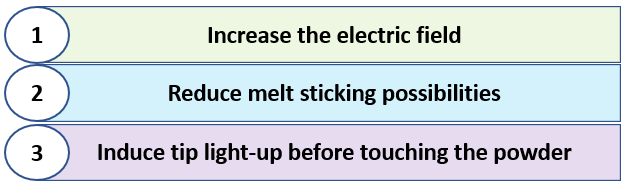 1 Increase the electric field
2 Reduce melt sticking possibilities
3 Induce tip light-up before touching the powder